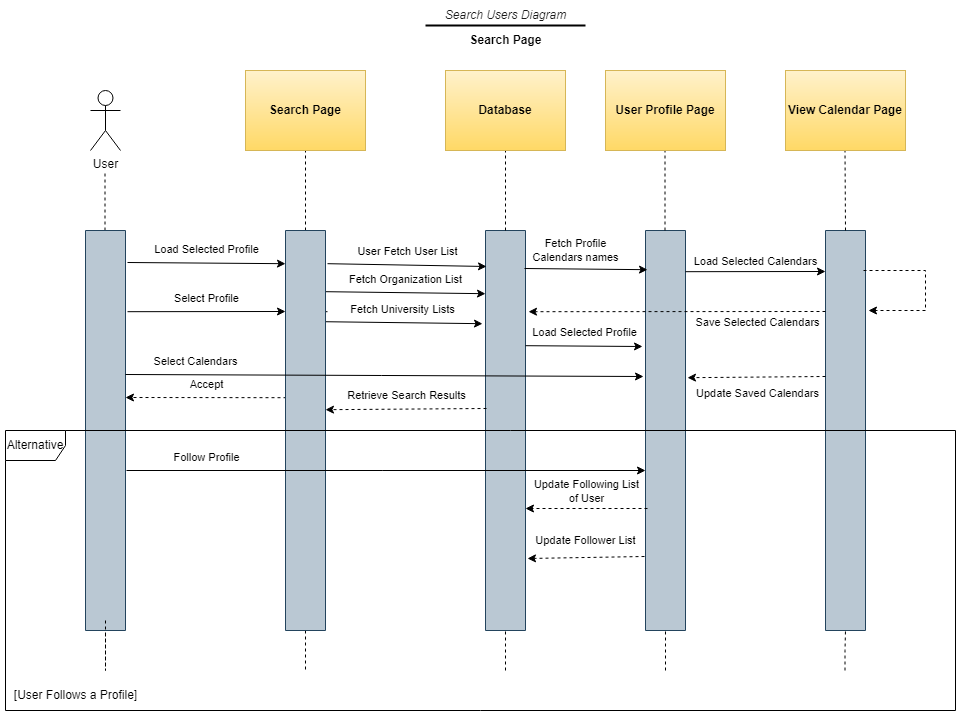 Search Users Diagram
Search Page
Search Page
Database
User Profile Page
View Calendar Page
User
Load Selected Profile
User Fetch User List
Fetch Profile
Calendars names
Load Selected Calendars
Fetch Organization List
Select Profile
Fetch University Lists
Save Selected Calendars
Load Selected Profile
Select Calendars
Accept
Retrieve Search Results
Update Saved Calendars
Alternative
Follow Profile
Update Following List
of User
Update Follower List
[User Follows a Profile]